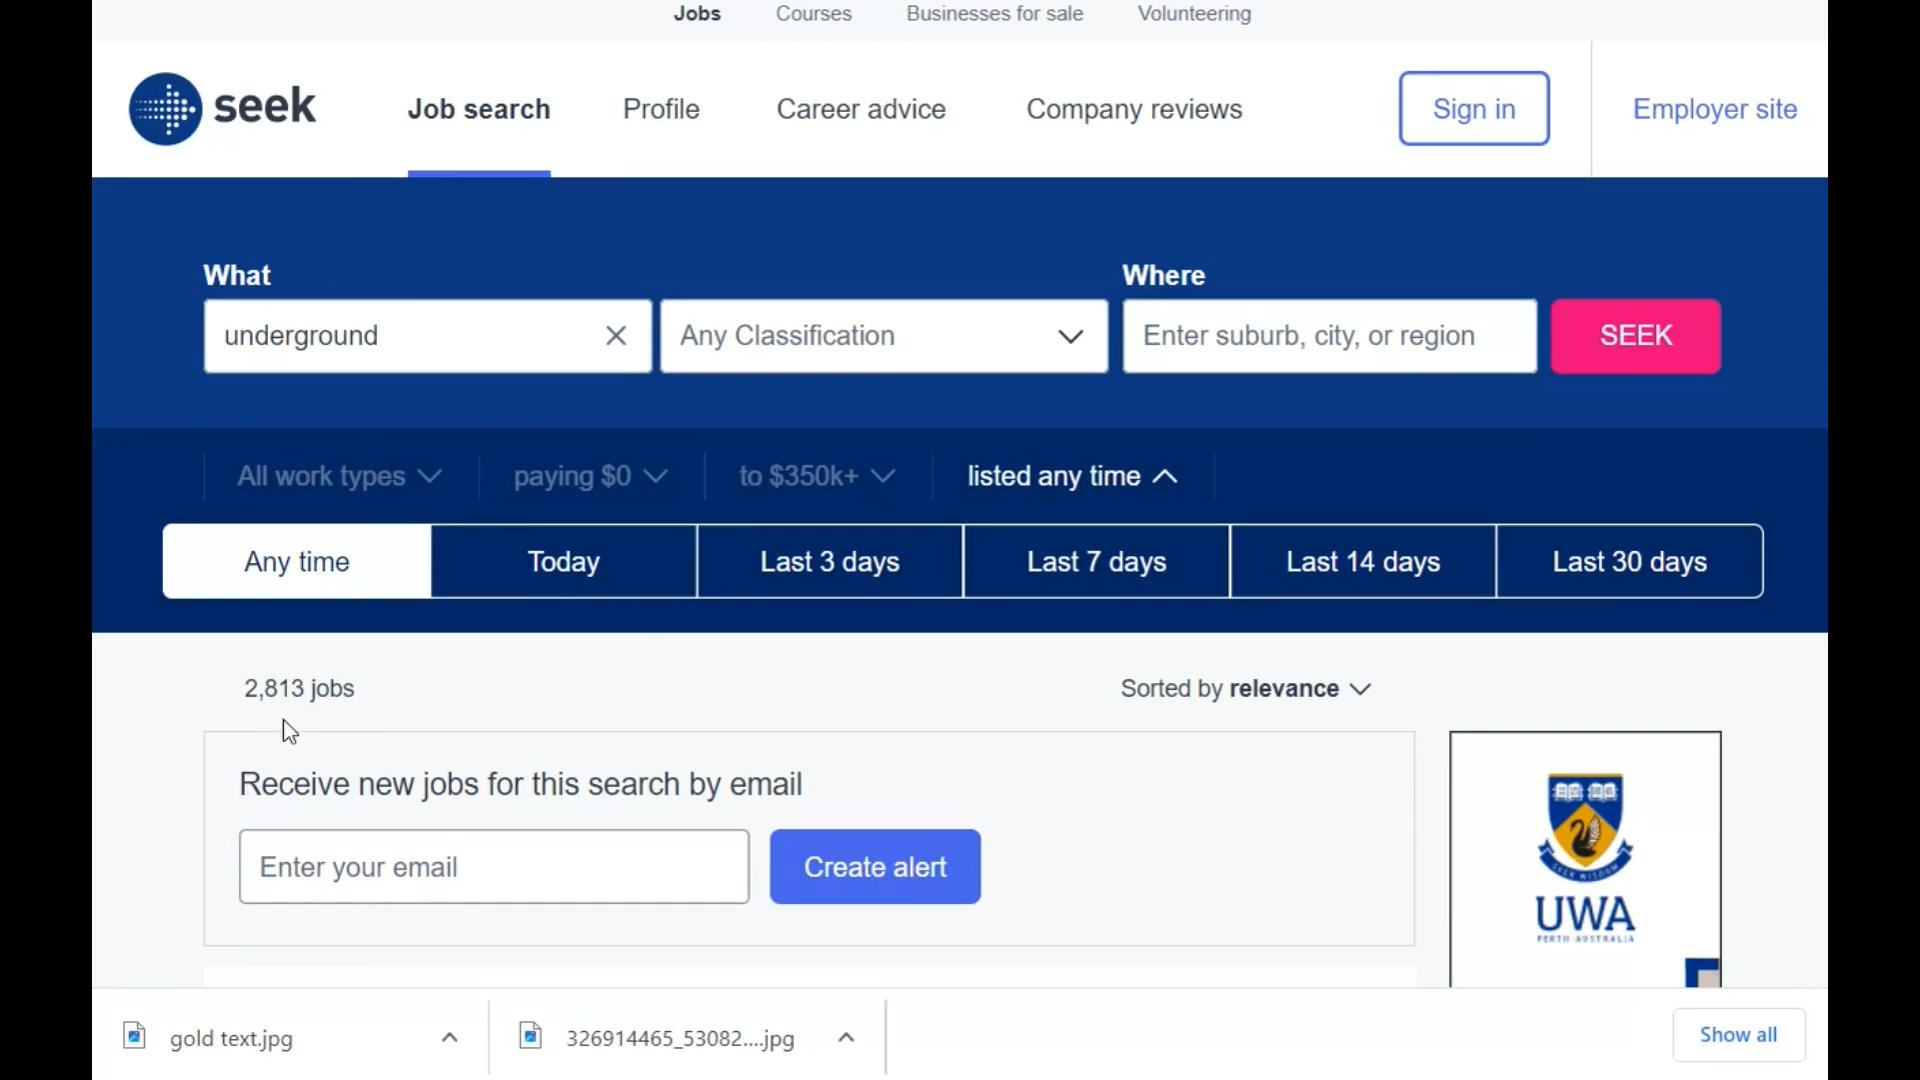 Jobs Courses Businesses for sale Volunteering
seek Job search Profile Career advice Company reviews Sign in Employer site
What Where
underground Any Classification Enter suburb, city, or region SEEK
All work types paying $0 to $350k+ listed any time
Any time Today Last 3 days Last 7 days Last 14 days Last 30 days
2,813 jobs Sorted by relevance
Receive new jobs for this search by email
Enter your email Create alert
SEEK WISDOM
UWA
PERTH AUSTRALIA
gold text.jpg 326914465_53082....jpg Show all